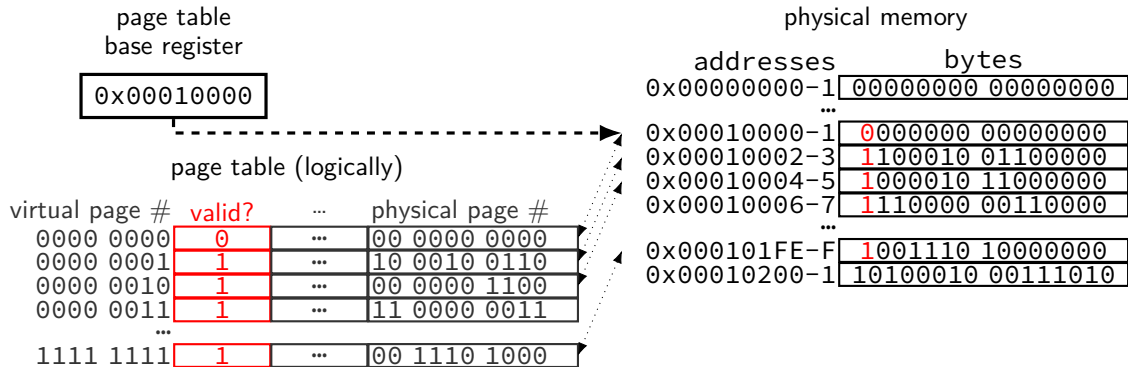 page table
base register
0x00010000
page table (logically)
virtual page # valid? ... physical page #
0000 0000 0 ... 00 0000 0000
0000 0001 1 ... 10 0010 0110
0000 0010 1 ... 00 0000 1100
0000 0011 1 ... 11 0000 0011
...
1111 1111 1 ... 00 1110 1000
physical memory
addresses bytes
0x00000000-1 00000000 00000000
...
0x00010000-1 00000000 00000000
0x00010002-3 11100010 01100000
0x00010004-5 11000010 11000000
0x00010006-7 11110000 00110000
...
0x000101FE-F 10011110 10000000
0x00010200-1 10100010 00111010